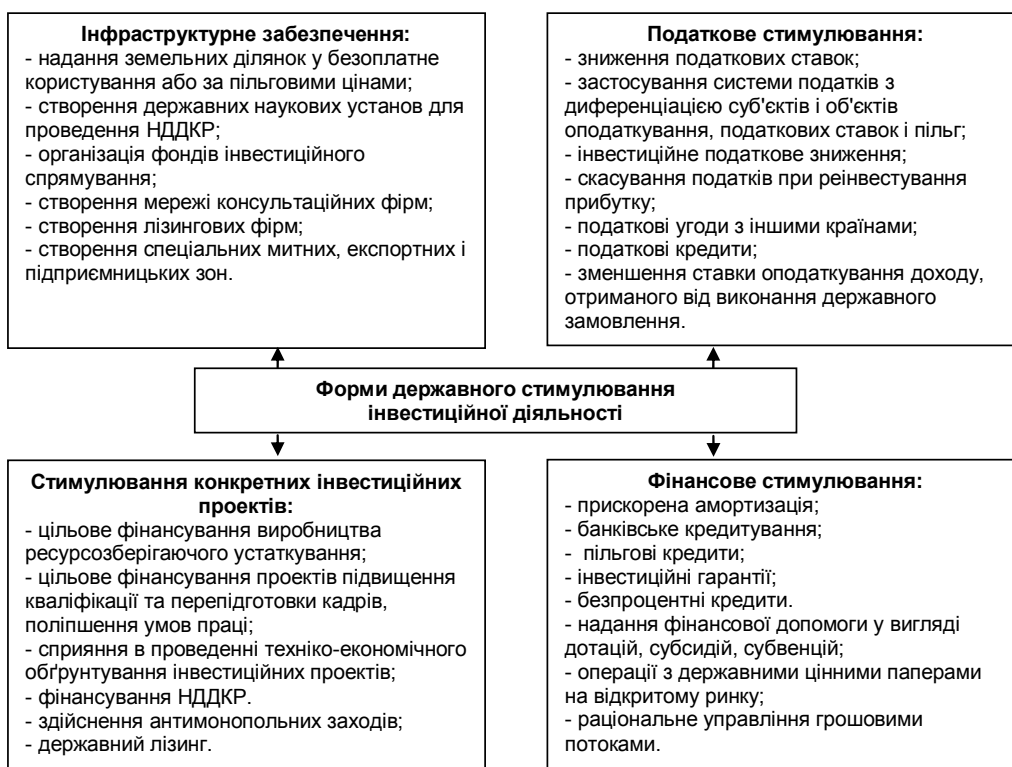 Інфраструктурне забезпечення:
- надання земельних ділянок у безоплатне
користування або за пільговими цінами;
- створення державних наукових установ для
проведення НДДКР;
- організація фондів інвестиційного
спрямування;
- створення мережі консультаційних фірм;
- створення лізингових фірм;
- створення спеціальних митних, експортних і
підприємницьких зон.
Податкове стимулювання:
- зниження податкових ставок;
- застосування системи податків з
диференціацією суб'єктів і об'єктів
оподаткування, податкових ставок і пільг;
- інвестиційне податкове зниження;
- скасування податків при реінвестування
прибутку;
- податкові угоди з іншими країнами;
- податкові кредити;
- зменшення ставки оподаткування доходу,
отриманого від виконання державного
замовлення.
Форми державного стимулювання
інвестиційної діяльності
Стимулювання конкретних інвестиційних
проектів:
- цільове фінансування виробництва
ресурсозберігаючого устаткування;
- цільове фінансування проектів підвищення
кваліфікації та перепідготовки кадрів,
поліпшення умов праці;
- сприяння в проведенні техніко-економічного
обґрунтування інвестиційних проектів;
- фінансування НДДКР.
- здійснення антимонопольних заходів;
- державний лізинг.
Фінансове стимулювання:
- прискорена амортизація;
- банківське кредитування;
- пільгові кредити;
- інвестиційні гарантії;
- безпроцентні кредити.
- надання фінансової допомоги у вигляді
дотацій, субсидій, субвенцій;
- операції з державними цінними паперами
на відкритому ринку;
- раціональне управління грошовими
потоками.